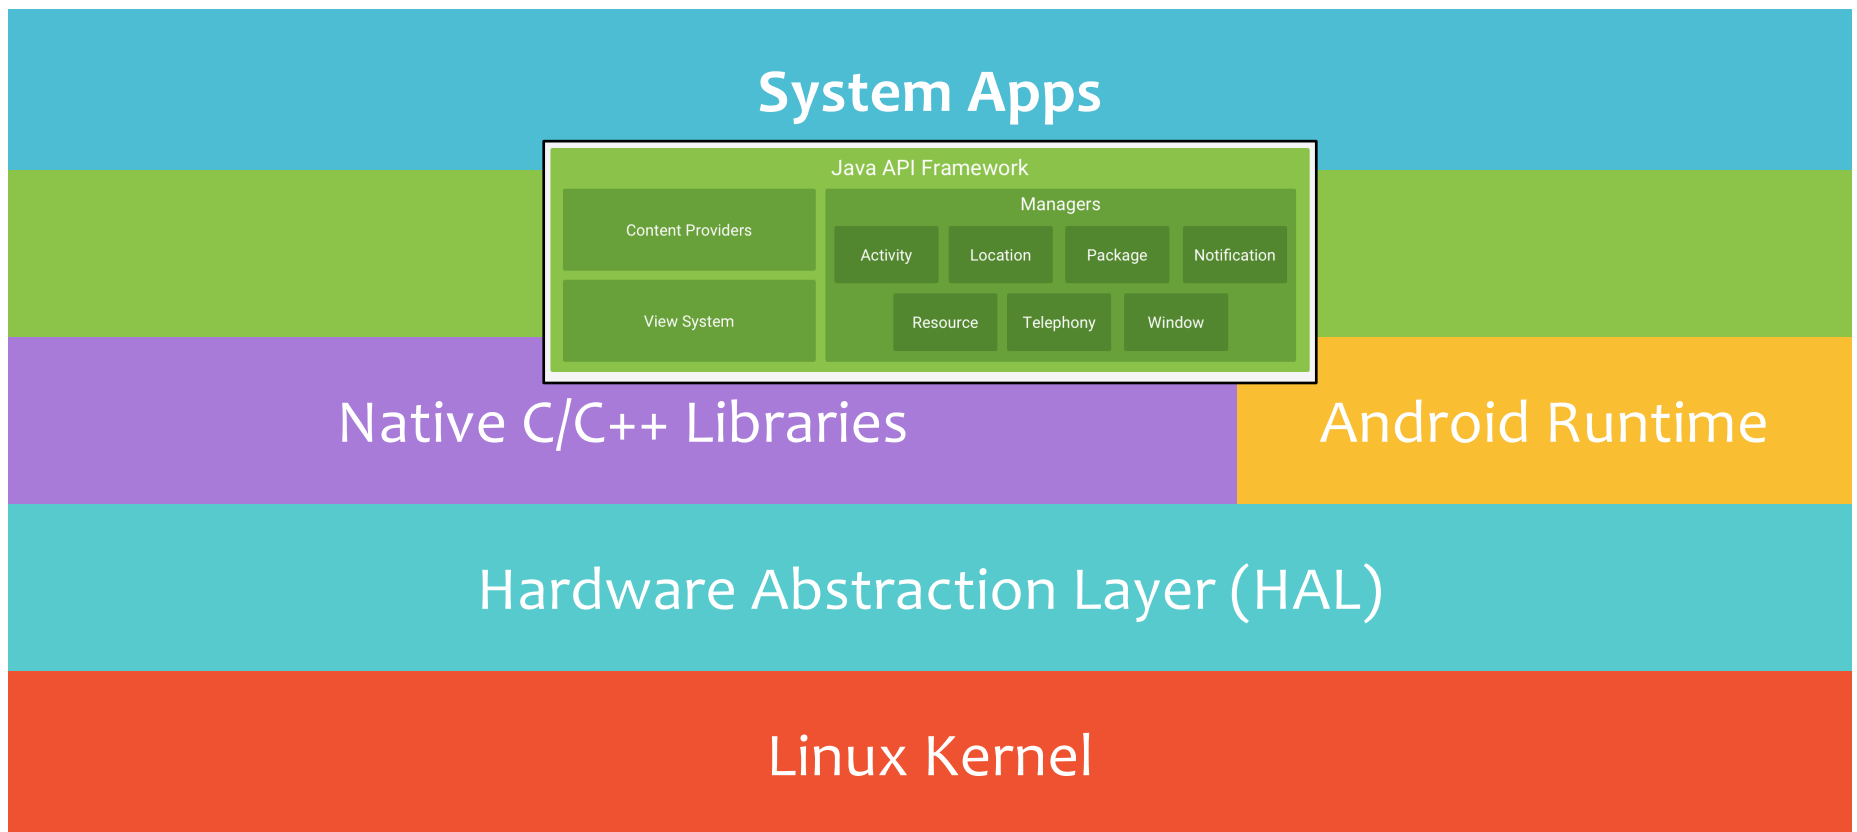 System Apps
Java API Framework
Content Providers
View System
Managers
Activity
Location
Package
Notification
Resource
Telephony
Window
Native C/C++ Libraries
Android Runtime
Hardware Abstraction Layer (HAL)
Linux Kernel